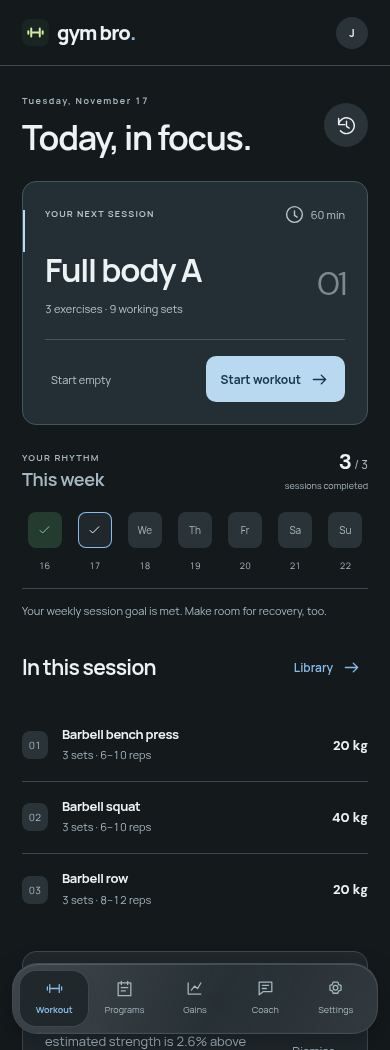 gym bro.
J
Tuesday, November 17
Today, in focus.
YOUR NEXT SESSION
60 min
Full body A
01
3 exercises · 9 working sets
Start empty
Start workout
YOUR RHYTHM
3 / 3
This week
sessions completed
We Th Fr Sa Su
16 17 18 19 20 21 22
Your weekly session goal is met. Make room for recovery, too.
In this session
Library
01
Barbell bench press
3 sets · 6–10 reps
20 kg
02
Barbell squat
3 sets · 6–10 reps
40 kg
03
Barbell row
3 sets · 8–12 reps
20 kg
Workout Programs Gains Coach Settings
estimated strength is 2.6% above